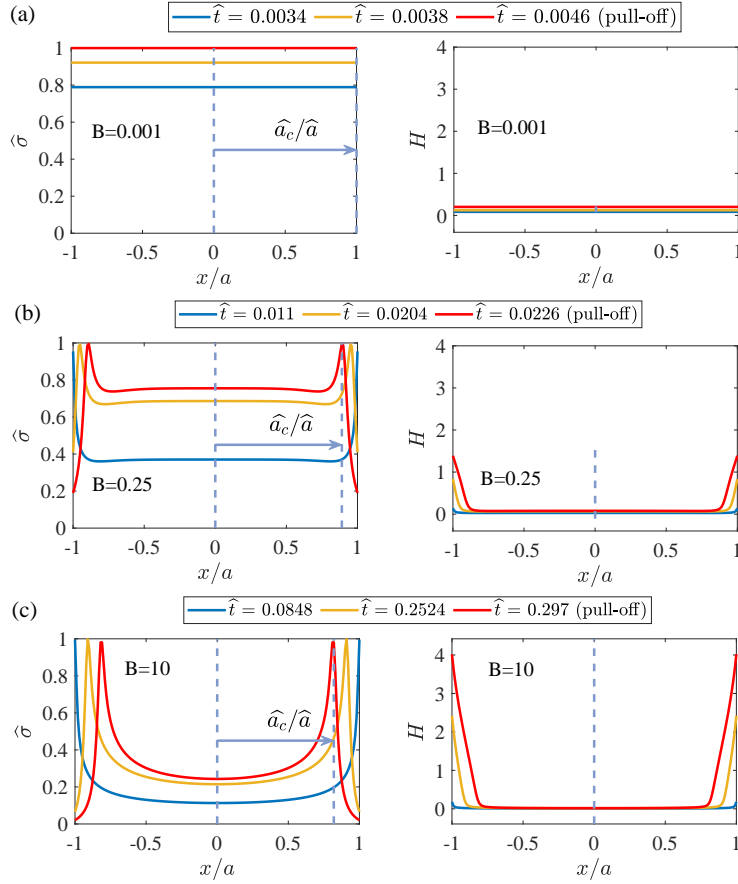 (a)
t̂ = 0.0034 t̂ = 0.0038 t̂ = 0.0046 (pull-off)
1
0.8
0.6
0.4
0.2
0
σ̂
B=0.001
â_c/â
-1 -0.5 0 0.5 1
x/a
4
3
2
1
0
H
B=0.001
-1 -0.5 0 0.5 1
x/a
(b)
t̂ = 0.011 t̂ = 0.0204 t̂ = 0.0226 (pull-off)
1
0.8
0.6
0.4
0.2
0
σ̂
â_c/â
B=0.25
-1 -0.5 0 0.5 1
x/a
4
3
2
1
0
H
B=0.25
-1 -0.5 0 0.5 1
x/a
(c)
t̂ = 0.0848 t̂ = 0.2524 t̂ = 0.297 (pull-off)
1
0.8
0.6
0.4
0.2
0
σ̂
B=10
â_c/â
-1 -0.5 0 0.5 1
x/a
4
3
2
1
0
H
B=10
-1 -0.5 0 0.5 1
x/a